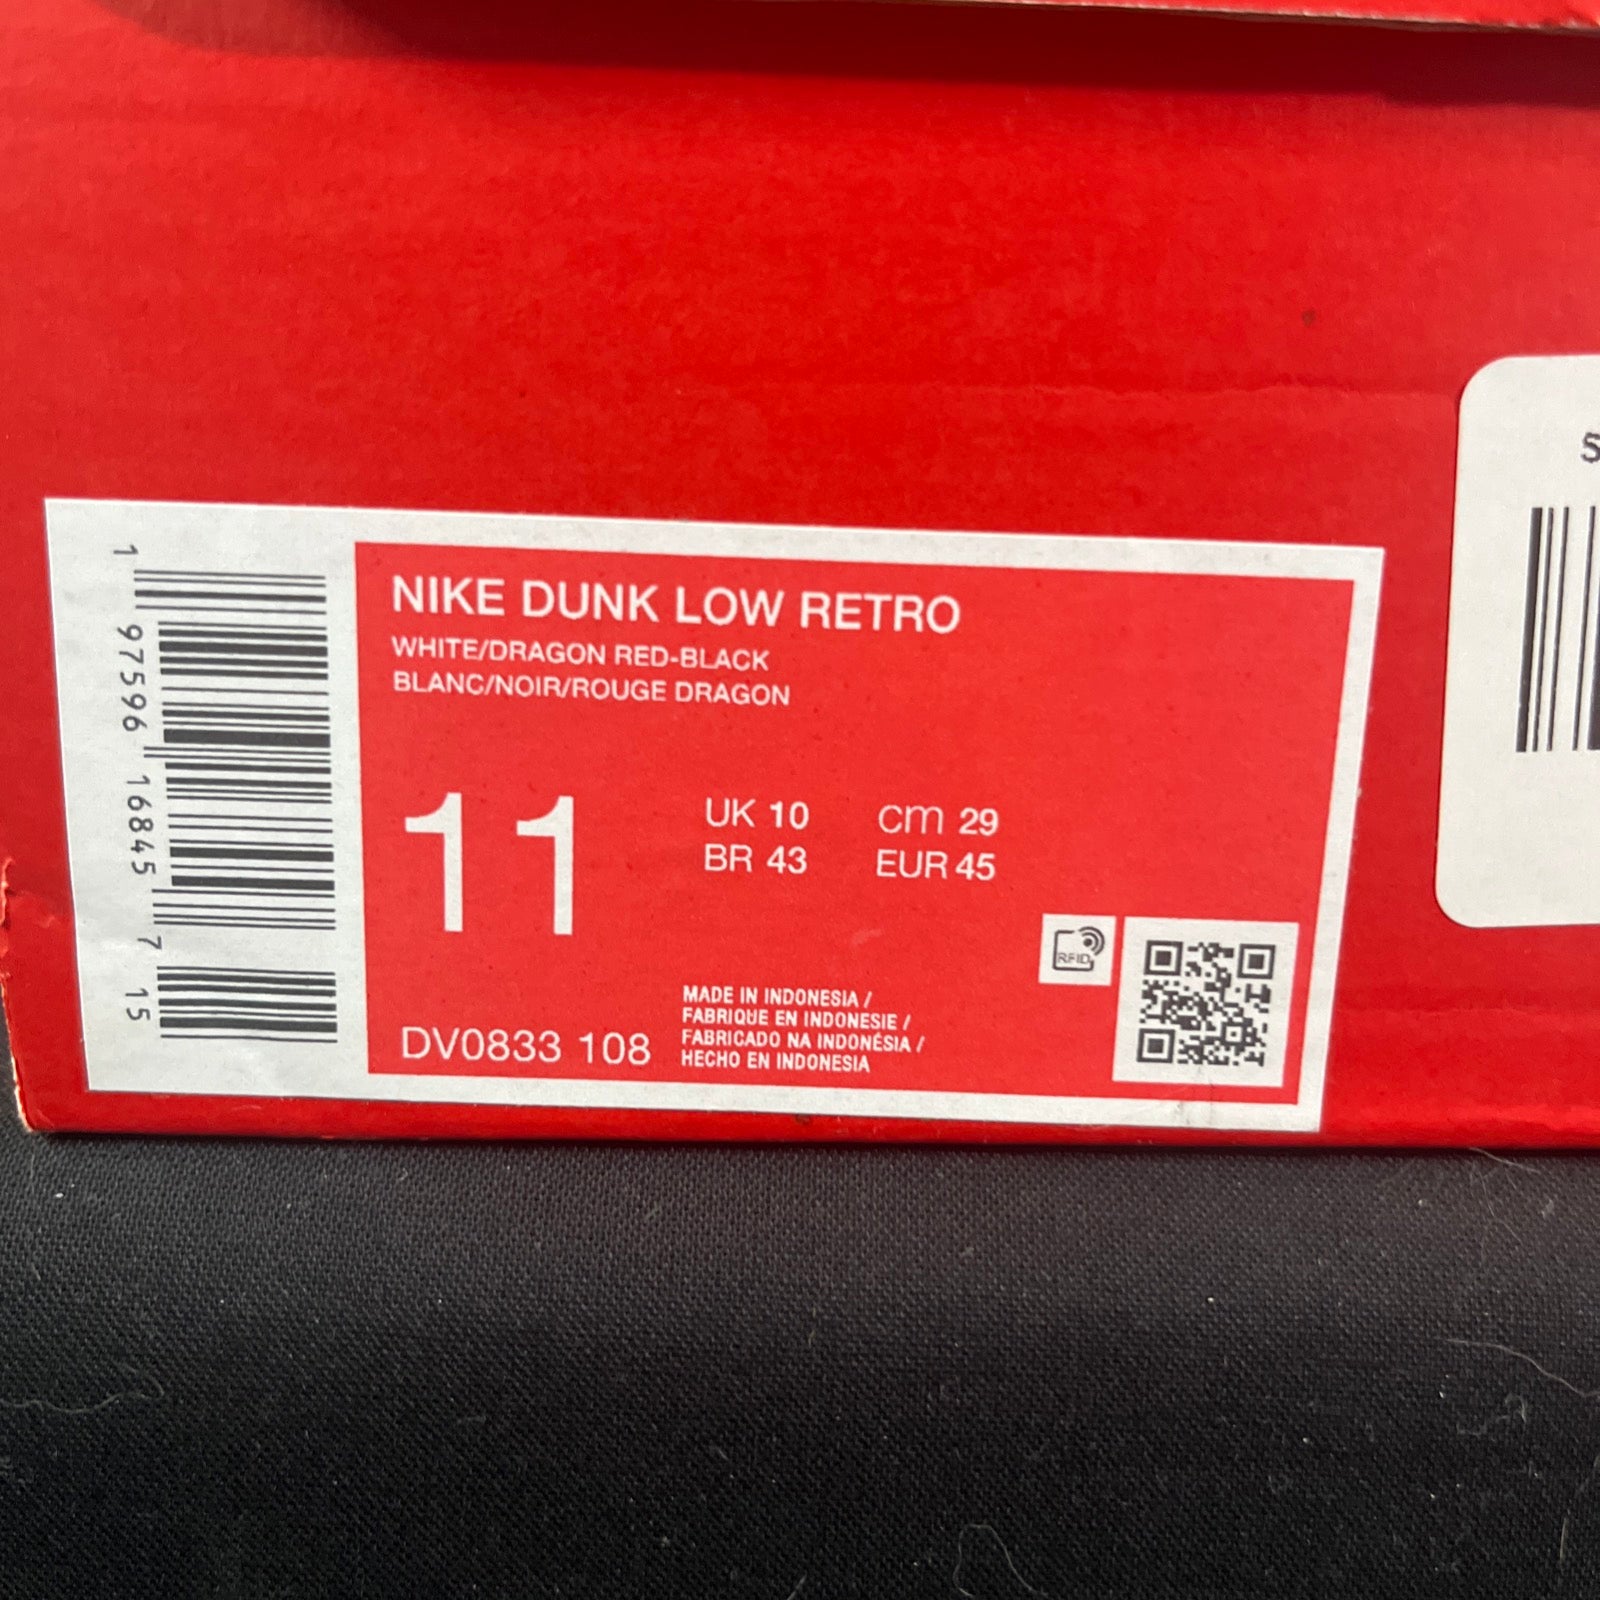 NIKE DUNK LOW RETRO
WHITE/DRAGON RED-BLACK
BLANC/NOIR/ROUGE DRAGON
11
UK 10 cm 29
BR 43 EUR 45
RFID
MADE IN INDONESIA /
FABRIQUE EN INDONESIE /
FABRICADO NA INDONÉSIA /
HECHO EN INDONESIA
DV0833 108
1 97596 16845 7 15
S